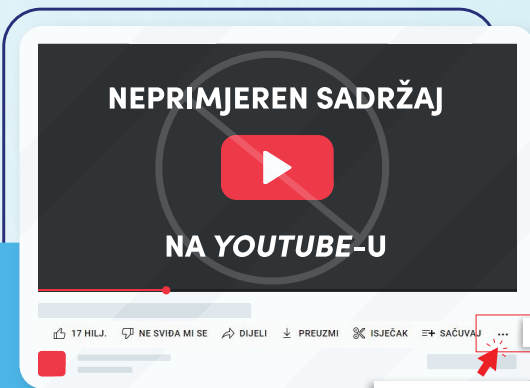 NEPRIMJEREN SADRŽAJ
NA YOUTUBE-U
17 HILJ. NE SVIĐA MI SE DIJELI PREUZMI ISJEČAK SAČUVAJ ...